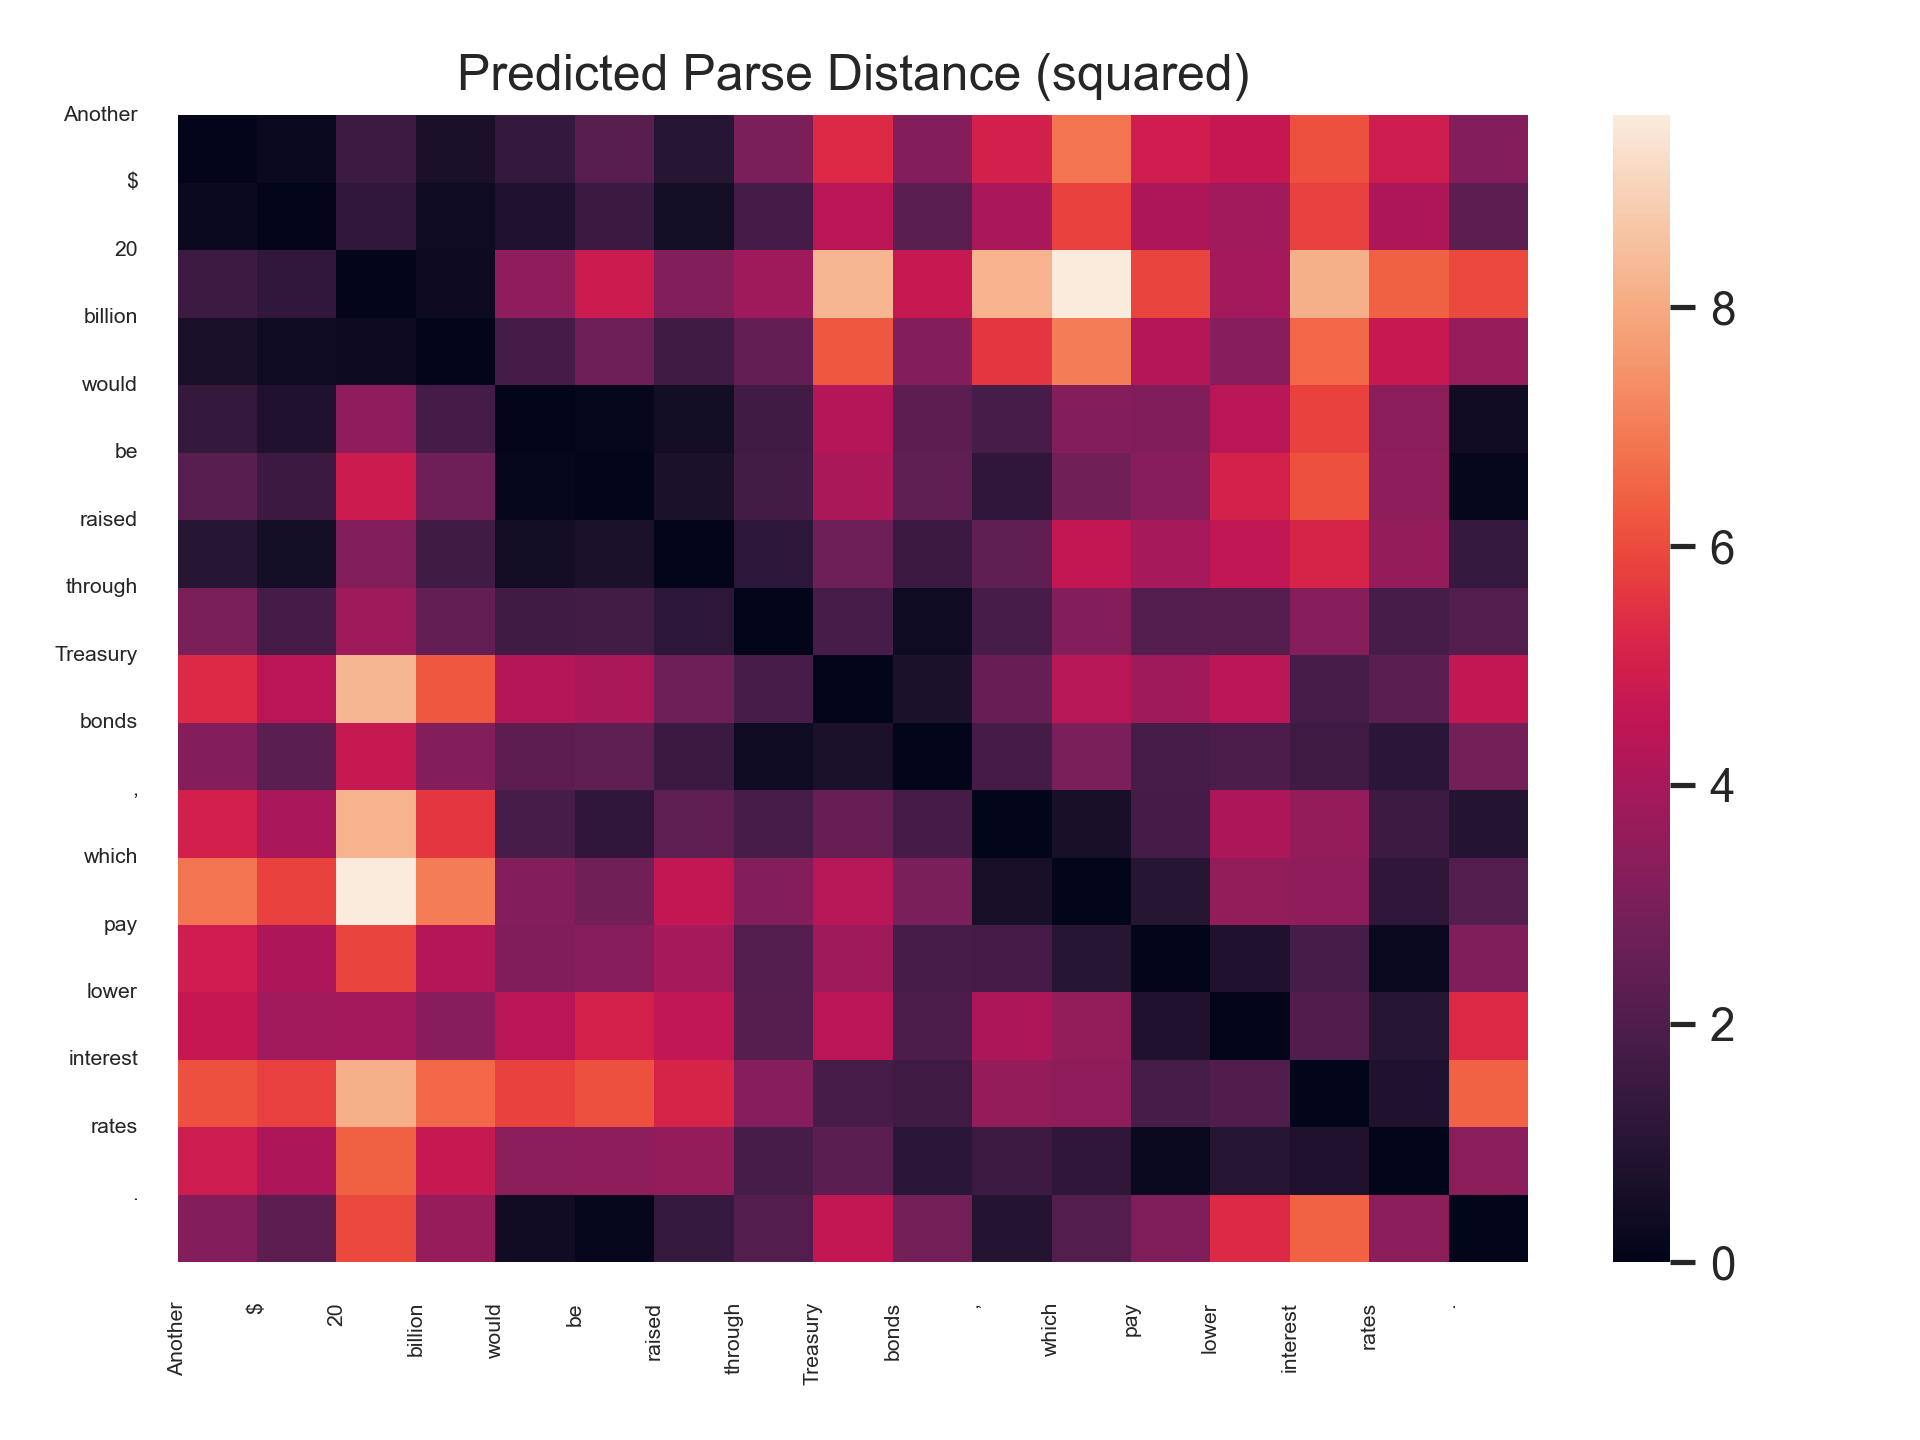 Predicted Parse Distance (squared)
Another
$
20
billion
would
be
raised
through
Treasury
bonds
,
which
pay
lower
interest
rates
.
8
6
4
2
0
Another $ 20 billion would be raised through Treasury bonds , which pay lower interest rates .